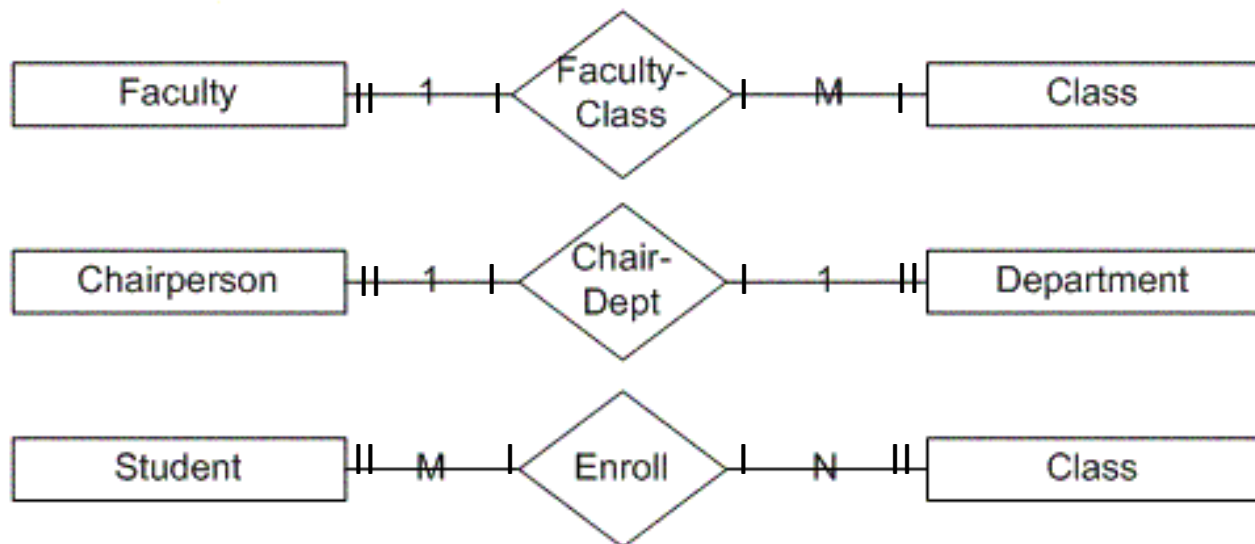 Faculty
1
Faculty-
Class
M
Class
Chairperson
1
Chair-
Dept
1
Department
Student
M
Enroll
N
Class